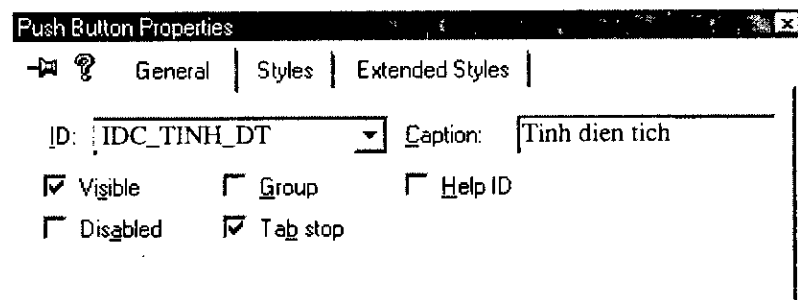 Push Button Properties
General Styles Extended Styles
ID: IDC_TINH_DT Caption: Tinh dien tich
Visible Group Help ID
Disabled Tab stop